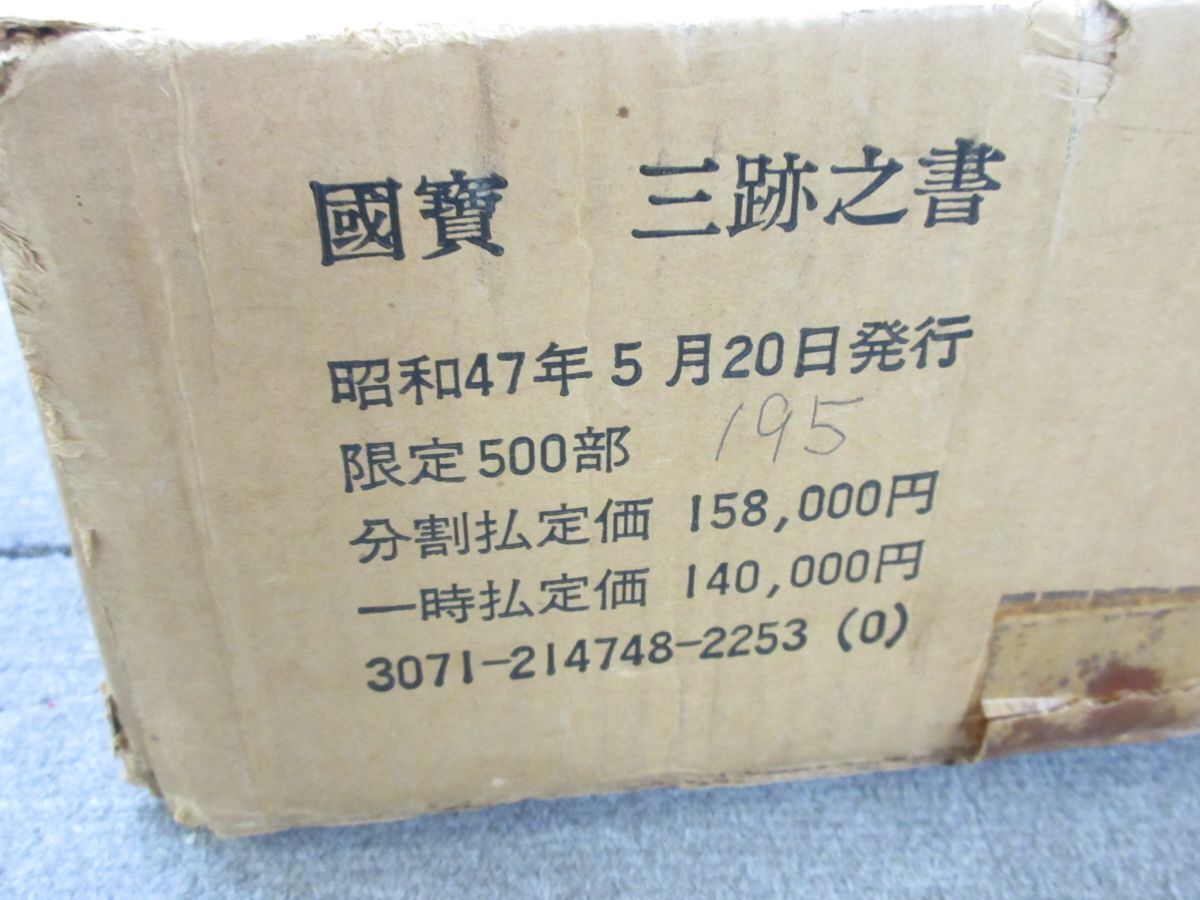 國寶 三跡之書
昭和47年5月20日発行
限定500部 195
分割払定価 158,000円
一時払定価 140,000円
3071-214748-2253 (0)